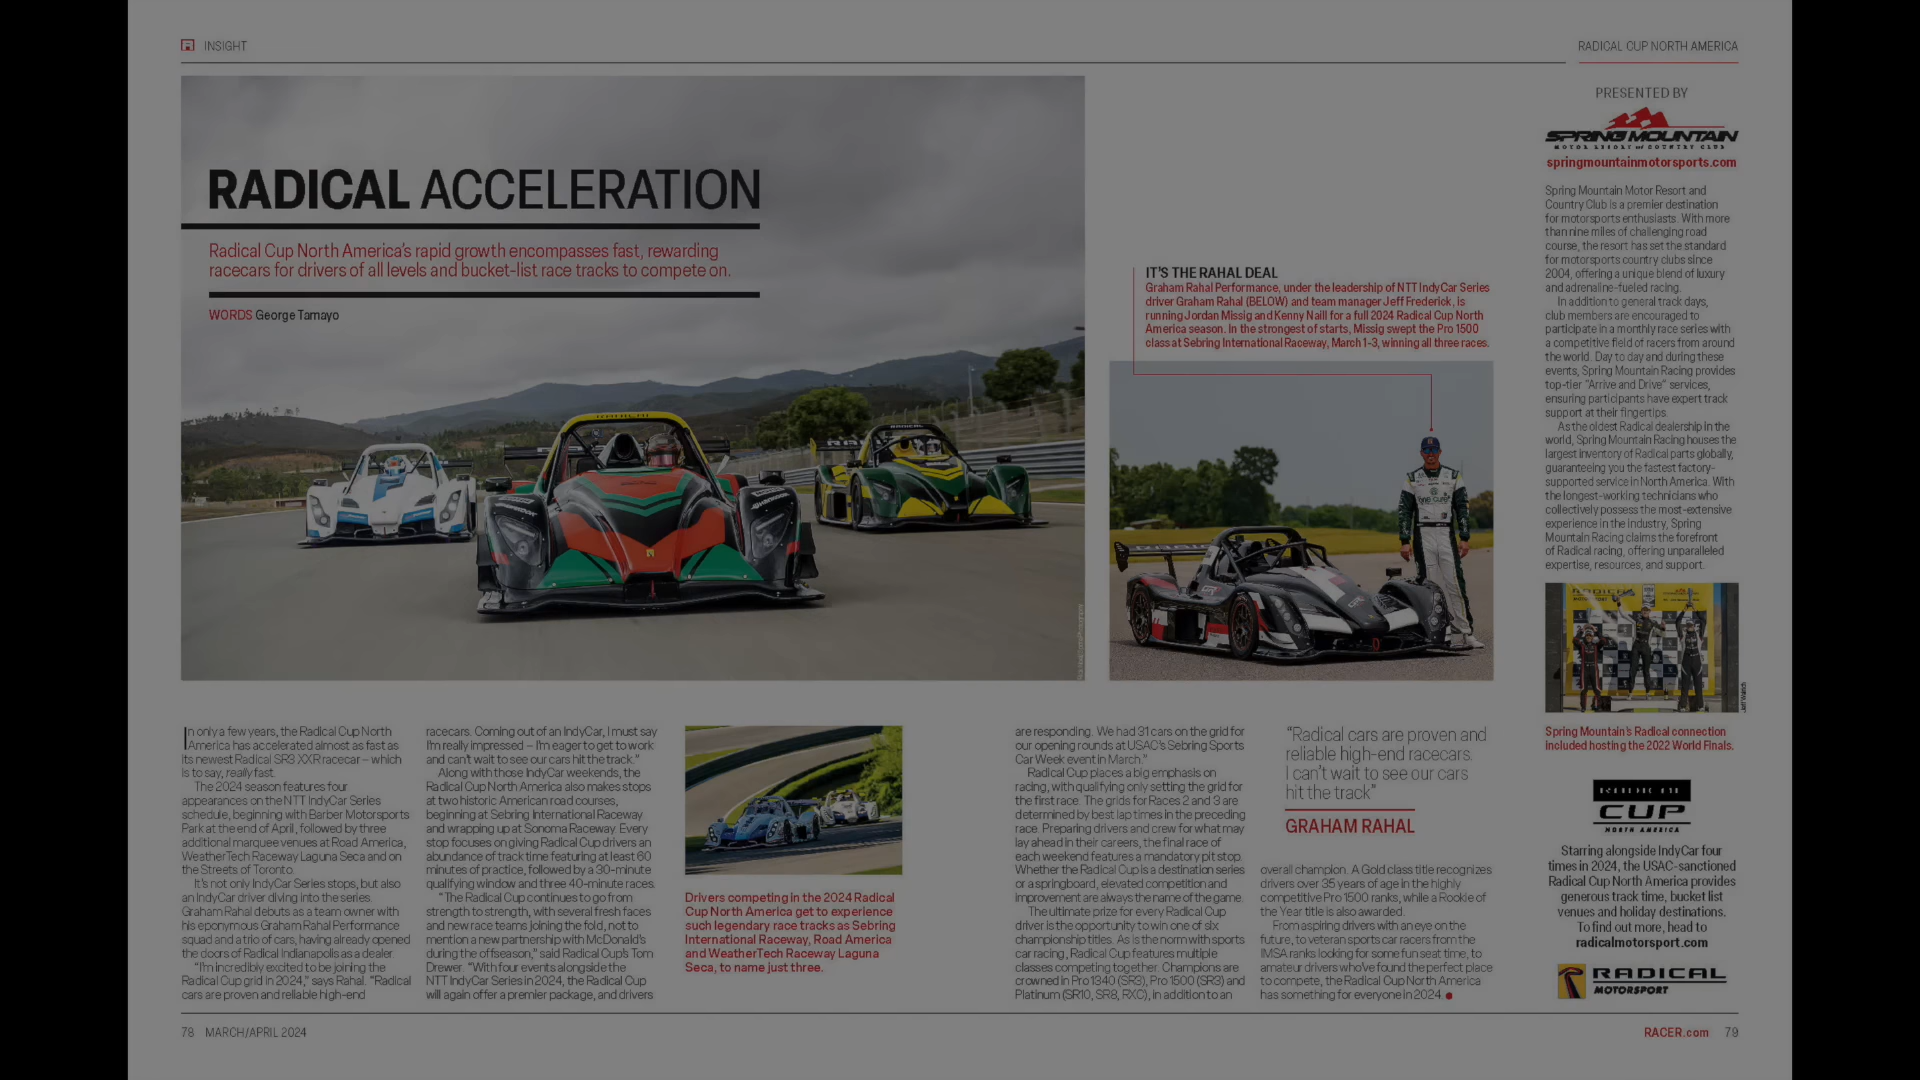 INSIGHT
RADICAL CUP NORTH AMERICA
RADICAL ACCELERATION
Radical Cup North America's rapid growth encompasses fast, rewarding
racecars for drivers of all levels and bucket-list race tracks to compete on.
WORDS George Tamayo
IT'S THE RAHAL DEAL
Graham Rahal Performance, under the leadership of NTT IndyCar Series
driver Graham Rahal (BELOW) and team manager Jeff Frederick, is
running Jordan Missig and Kenny Naill for a full 2024 Radical Cup North
America season. In the strongest of starts, Missig swept the Pro 1500
class at Sebring International Raceway, March 1-3, winning all three races.
In only a few years, the Radical Cup North
America has accelerated almost as fast as
its newest Radical SR3 XXR racecar – which
is to say, really fast.
The 2024 season features four
appearances on the NTT IndyCar Series
schedule, beginning with Barber Motorsports
Park at the end of April, followed by three
additional marquee venues at Road America,
WeatherTech Raceway Laguna Seca and on
the Streets of Toronto.
It's not only IndyCar Series stops, but also
an IndyCar driver diving into the series.
Graham Rahal debuts as a team owner with
his eponymous Graham Rahal Performance
squad and a trio of cars, having already opened
the doors of Radical Indianapolis as a dealer.
"I'm incredibly excited to be joining the
Radical Cup grid in 2024," says Rahal. "Radical
cars are proven and reliable high-end
racecars. Coming out of an IndyCar, I must say
I'm really impressed – I'm eager to get to work
and can't wait to see our cars hit the track."
Along with those IndyCar weekends, the
Radical Cup North America also makes stops
at two historic American road courses,
beginning at Sebring International Raceway
and wrapping up at Sonoma Raceway. Every
stop focuses on giving Radical Cup drivers an
abundance of track time featuring at least 60
minutes of practice, followed by a 30-minute
qualifying window and three 40-minute races.
"The Radical Cup continues to go from
strength to strength, with several fresh faces
and new race teams joining the fold, not to
mention a new partnership with McDonald's
during the offseason," said Radical Cup's Tom
Drewer. "With four events alongside the
NTT IndyCar Series in 2024, the Radical Cup
will again offer a premier package, and drivers
Drivers competing in the 2024 Radical
Cup North America get to experience
such legendary race tracks as Sebring
International Raceway, Road America
and WeatherTech Raceway Laguna
Seca, to name just three.
are responding. We had 31 cars on the grid for
our opening rounds at USAC's Sebring Sports
Car Week event in March."
Radical Cup places a big emphasis on
racing, with qualifying only setting the grid for
the first race. The grids for Races 2 and 3 are
determined by best lap times in the preceding
race. Preparing drivers and crew for what may
lay ahead in their careers, the final race of
each weekend features a mandatory pit stop.
Whether the Radical Cup is a destination series
or a springboard, elevated competition and
improvement are always the name of the game.
The ultimate prize for every Radical Cup
driver is the opportunity to win one of six
championship titles. As is the norm with sports
car racing, Radical Cup features multiple
classes competing together. Champions are
crowned in Pro 1340 (SR3), Pro 1500 (SR3) and
Platinum (SR10, SR8, RXC), in addition to an
"Radical cars are proven and
reliable high-end racecars.
I can't wait to see our cars
hit the track"
GRAHAM RAHAL
overall champion. A Gold class title recognizes
drivers over 35 years of age in the highly
competitive Pro 1500 ranks, while a Rookie of
the Year title is also awarded.
From aspiring drivers with an eye on the
future, to veteran sports car racers from the
IMSA ranks looking for some fun seat time, to
amateur drivers who've found the perfect place
to compete, the Radical Cup North America
has something for everyone in 2024.
PRESENTED BY
SPRING MOUNTAIN
MOTOR RESORT and COUNTRY CLUB
springmountainmotorsports.com
Spring Mountain Motor Resort and
Country Club is a premier destination
for motorsports enthusiasts. With more
than nine miles of challenging road
course, the resort has set the standard
for motorsports country clubs since
2004, offering a unique blend of luxury
and adrenaline-fueled racing.
In addition to general track days,
club members are encouraged to
participate in a monthly race series with
a competitive field of racers from around
the world. Day to day and during these
events, Spring Mountain Racing provides
top-tier "Arrive and Drive" services,
ensuring participants have expert track
support at their fingertips.
As the oldest Radical dealership in the
world, Spring Mountain Racing houses the
largest inventory of Radical parts globally,
guaranteeing you the fastest factory-
supported service in North America. With
the longest-working technicians who
collectively possess the most-extensive
experience in the industry, Spring
Mountain Racing claims the forefront
of Radical racing, offering unparalleled
expertise, resources, and support.
Jeff Walsh
Spring Mountain's Radical connection
included hosting the 2022 World Finals.
CUP
NORTH AMERICA
Starring alongside IndyCar four
times in 2024, the USAC-sanctioned
Radical Cup North America provides
generous track time, bucket list
venues and holiday destinations.
To find out more, head to
radicalmotorsport.com
RADICAL
MOTORSPORT
78 MARCH/APRIL 2024
RACER.com 79